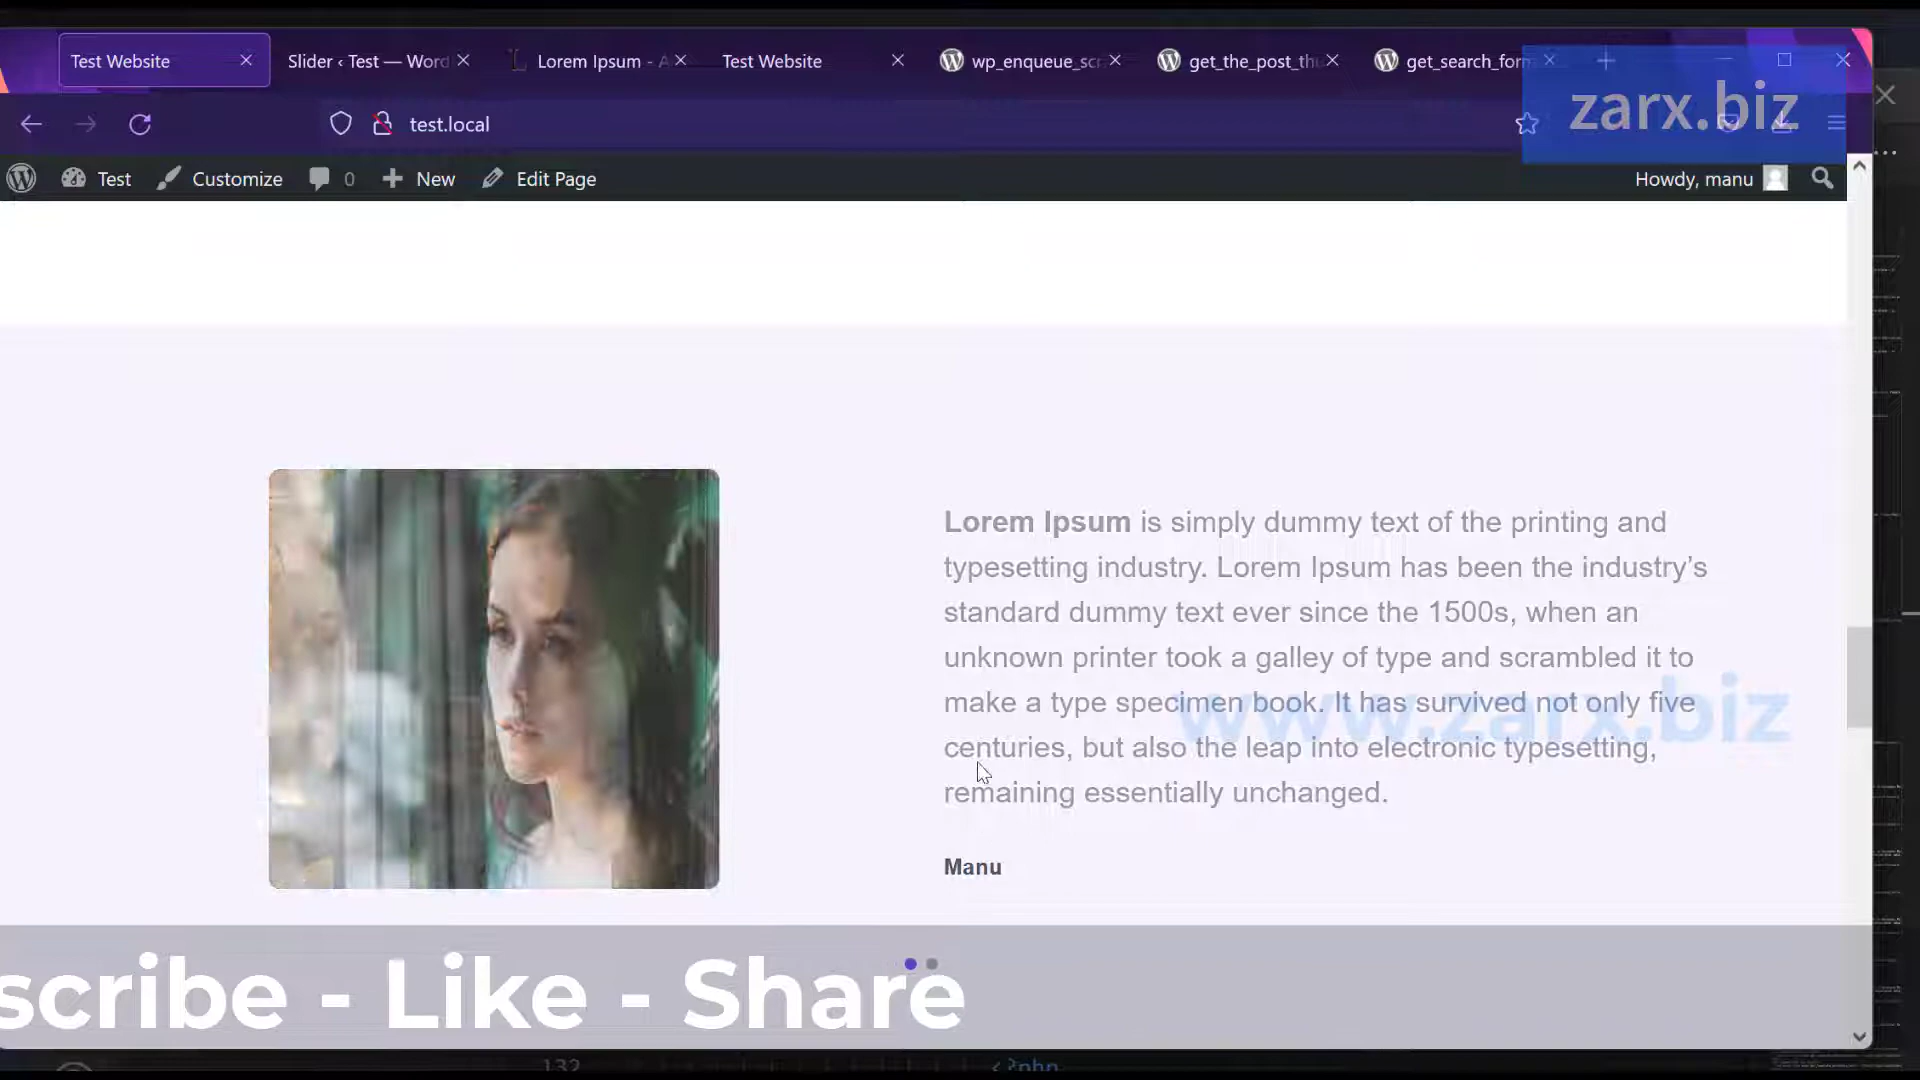 Test Website
Slider ‹ Test — Word
Lorem Ipsum - A
Test Website
wp_enqueue_scr
get_the_post_thu
get_search_form
zarx.biz
test.local
Test
Customize
0
New
Edit Page
Howdy, manu
Lorem Ipsum is simply dummy text of the printing and
typesetting industry. Lorem Ipsum has been the industry’s
standard dummy text ever since the 1500s, when an
unknown printer took a galley of type and scrambled it to
make a type specimen book. It has survived not only five
www.zarx.biz
centuries, but also the leap into electronic typesetting,
remaining essentially unchanged.
Manu
scribe - Like - Share
132
<?php